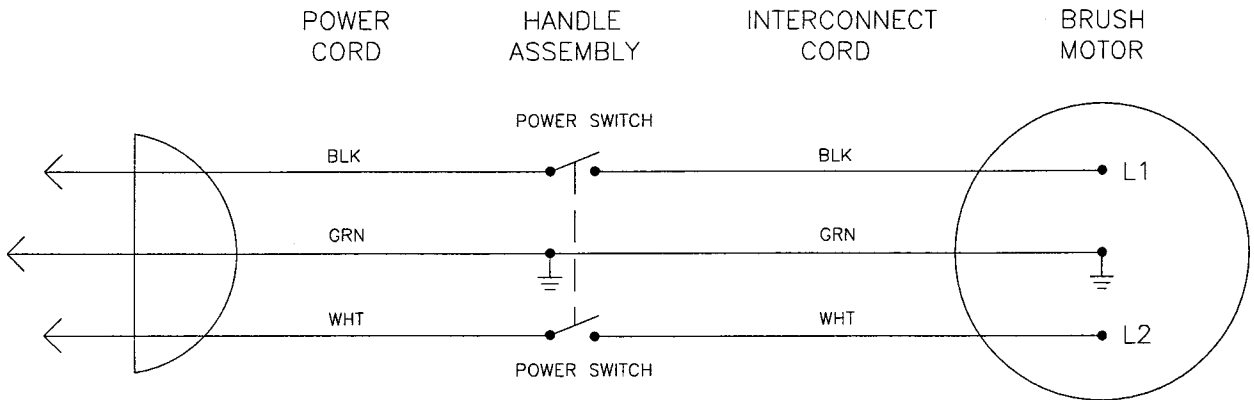 POWER CORD
HANDLE ASSEMBLY
INTERCONNECT CORD
BRUSH MOTOR
POWER SWITCH
BLK
BLK
L1
GRN
GRN
WHT
WHT
L2
POWER SWITCH